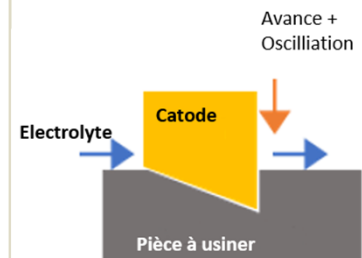 Avance +
Oscilliation
Catode
Electrolyte
Pièce à usiner